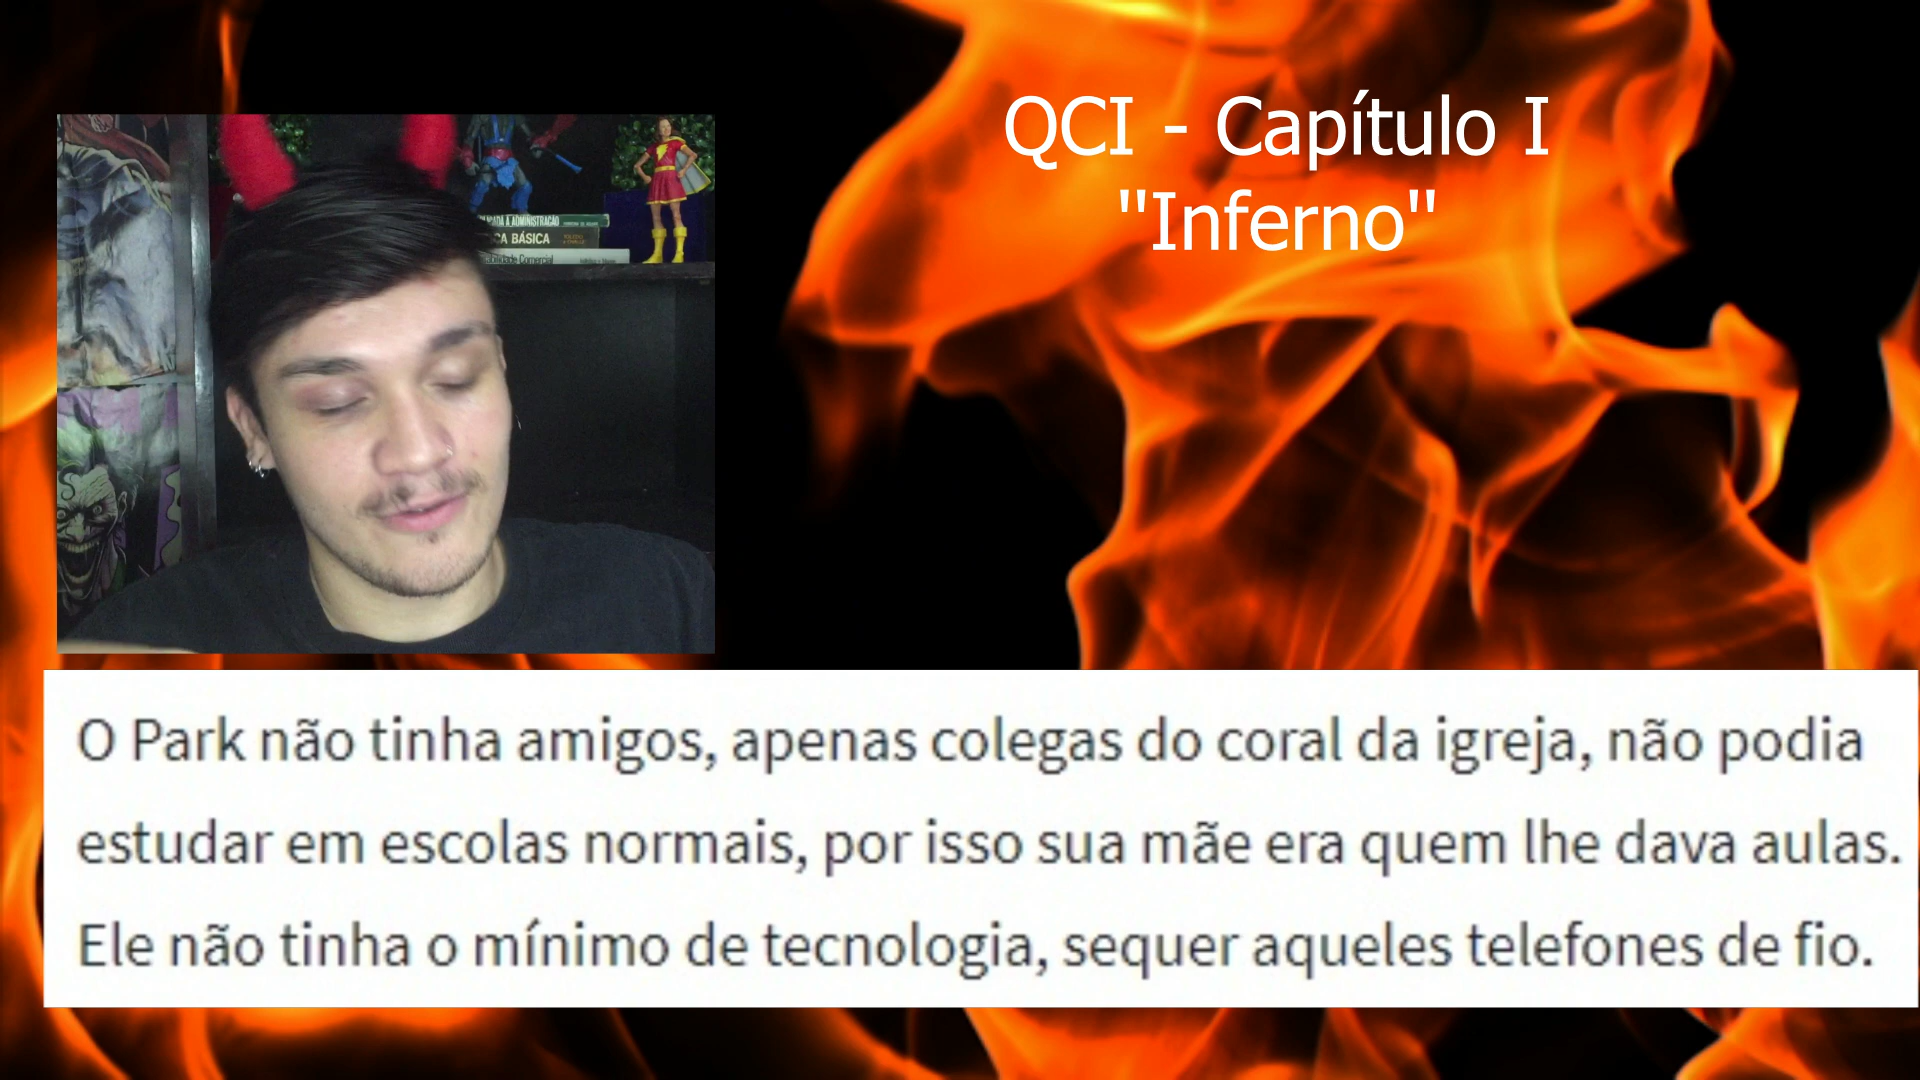 QCI - Capítulo I
"Inferno"
CA BÁSICA
O Park não tinha amigos, apenas colegas do coral da igreja, não podia
estudar em escolas normais, por isso sua mãe era quem lhe dava aulas.
Ele não tinha o mínimo de tecnologia, sequer aqueles telefones de fio.